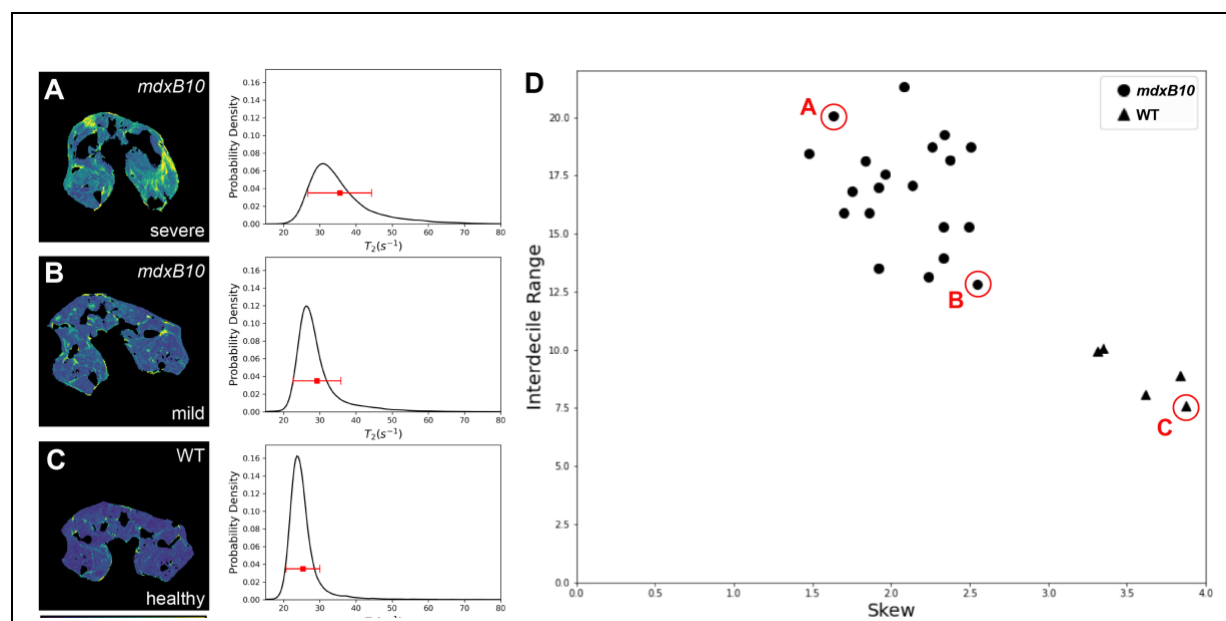 A
mdxB10
severe
0.16
0.14
0.12
0.10
0.08
0.06
0.04
0.02
0.00
Probability Density
20 30 40 50 60 70 80
T₂(s⁻¹)
B
mdxB10
mild
0.16
0.14
0.12
0.10
0.08
0.06
0.04
0.02
0.00
Probability Density
20 30 40 50 60 70 80
T₂(s⁻¹)
C
WT
healthy
0.16
0.14
0.12
0.10
0.08
0.06
0.04
0.02
0.00
Probability Density
20 30 40 50 60 70 80
D
mdxB10
WT
A
B
C
20.0
17.5
15.0
12.5
10.0
7.5
5.0
2.5
0.0
Interdecile Range
0.0 0.5 1.0 1.5 2.0 2.5 3.0 3.5 4.0
Skew